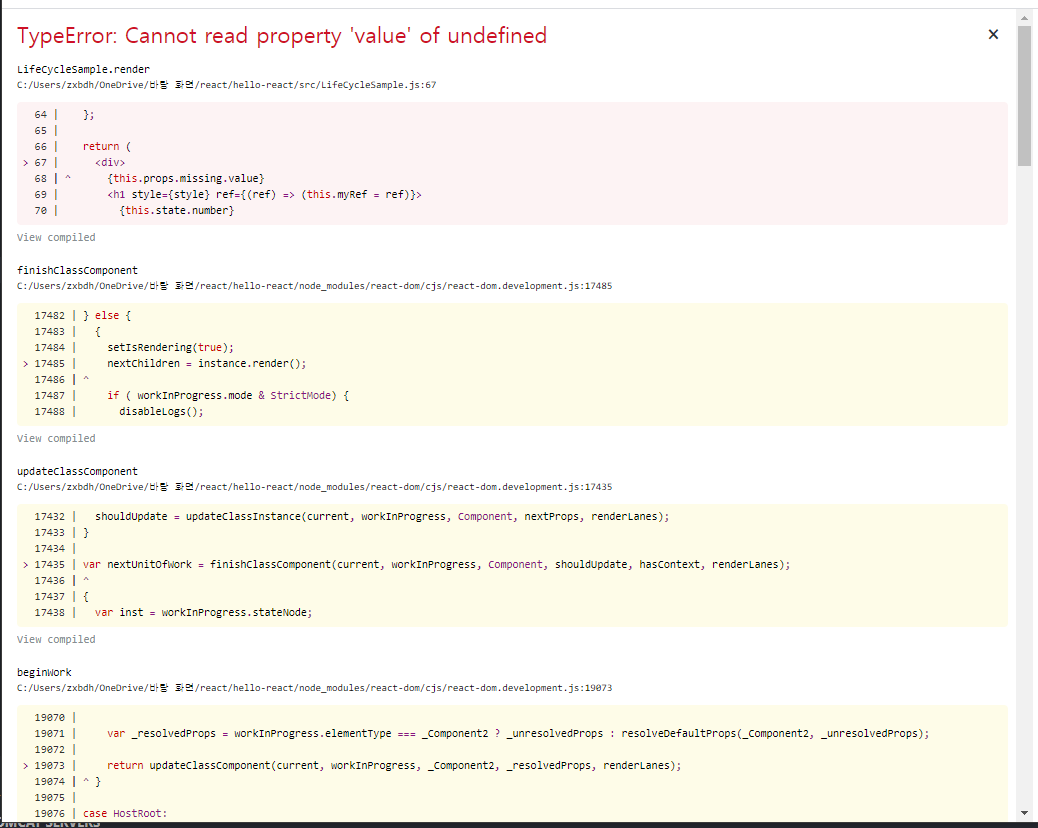 TypeError: Cannot read property 'value' of undefined
×
LifeCycleSample.render
C:/Users/zxbdh/OneDrive/바탕 화면/react/hello-react/src/LifeCycleSample.js:67
64 | };
65 |
66 | return (
> 67 | <div>
68 | ^ {this.props.missing.value}
69 | <h1 style={style} ref={(ref) => (this.myRef = ref)}>
70 | {this.state.number}
View compiled
finishClassComponent
C:/Users/zxbdh/OneDrive/바탕 화면/react/hello-react/node_modules/react-dom/cjs/react-dom.development.js:17485
17482 | } else {
17483 | {
17484 | setIsRendering(true);
> 17485 | nextChildren = instance.render();
17486 | ^
17487 | if ( workInProgress.mode & StrictMode) {
17488 | disableLogs();
View compiled
updateClassComponent
C:/Users/zxbdh/OneDrive/바탕 화면/react/hello-react/node_modules/react-dom/cjs/react-dom.development.js:17435
17432 | shouldUpdate = updateClassInstance(current, workInProgress, Component, nextProps, renderLanes);
17433 | }
17434 |
> 17435 | var nextUnitOfWork = finishClassComponent(current, workInProgress, Component, shouldUpdate, hasContext, renderLanes);
17436 | ^
17437 | {
17438 | var inst = workInProgress.stateNode;
View compiled
beginWork
C:/Users/zxbdh/OneDrive/바탕 화면/react/hello-react/node_modules/react-dom/cjs/react-dom.development.js:19073
19070 |
19071 | var _resolvedProps = workInProgress.elementType === _Component2 ? _unresolvedProps : resolveDefaultProps(_Component2, _unresolvedProps);
19072 |
> 19073 | return updateClassComponent(current, workInProgress, _Component2, _resolvedProps, renderLanes);
19074 | ^ }
19075 |
19076 | case HostRoot: